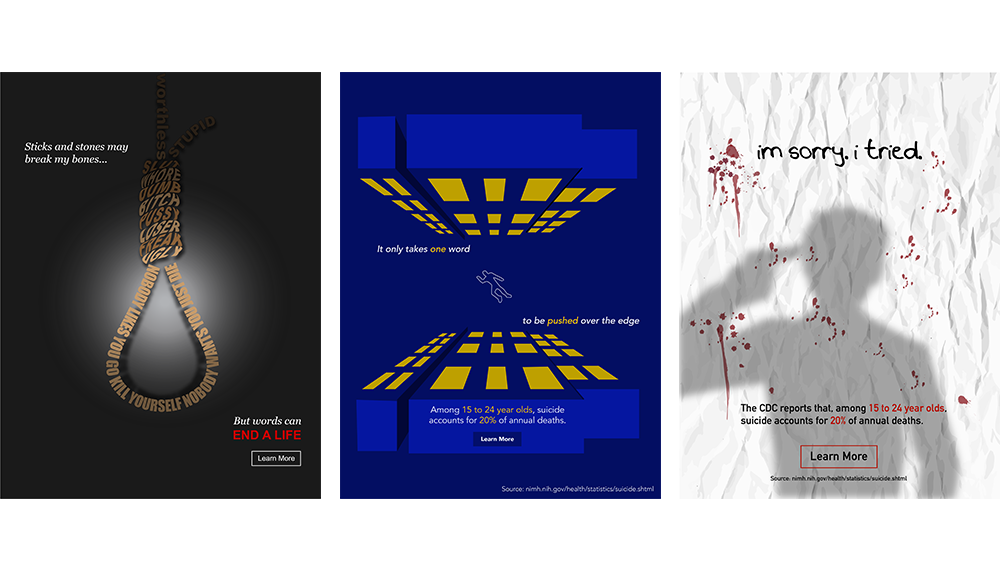 Sticks and stones may
break my bones...
worthless
STUPID
WHORE
DUMB
BITCH
PUSSY
LOSER
FREAK
UGLY
NOBODY LIKES YOU GO KILL YOURSELF NOBODY WANTS YOU JUST DIE
But words can
END A LIFE
Learn More
It only takes one word
to be pushed over the edge
Among 15 to 24 year olds, suicide
accounts for 20% of annual deaths.
Learn More
Source: nimh.nih.gov/health/statistics/suicide.shtml
im sorry. i tried.
The CDC reports that, among 15 to 24 year olds,
suicide accounts for 20% of annual deaths.
Learn More
Source: nimh.nih.gov/health/statistics/suicide.shtml